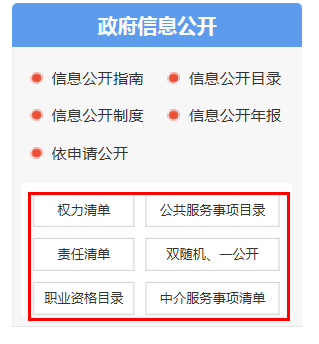 政府信息公开
信息公开指南 信息公开目录
信息公开制度 信息公开年报
依申请公开
权力清单 公共服务事项目录
责任清单 双随机、一公开
职业资格目录 中介服务事项清单